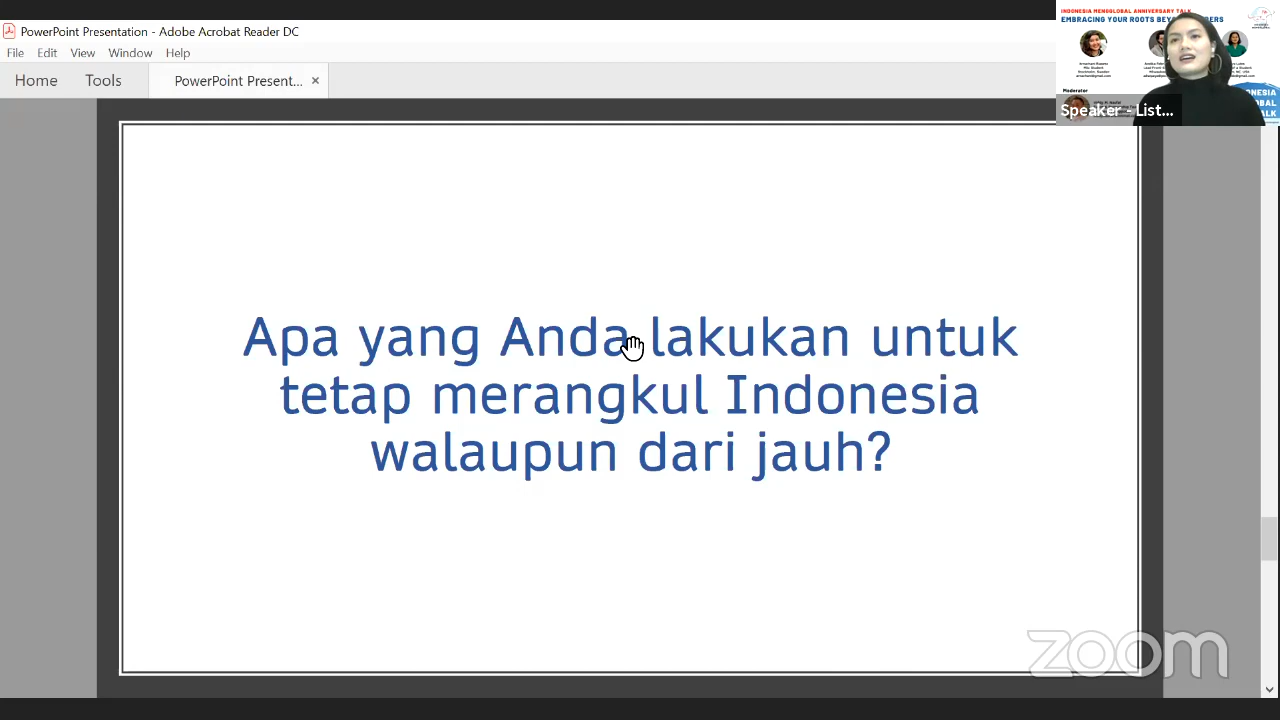 PowerPoint Presentation - Adobe Acrobat Reader DC
File Edit View Window Help
Home Tools PowerPoint Present... ×
INDONESIA MENGGLOBAL ANNIVERSARY TALK
EMBRACING YOUR ROOTS
Moderator
Speaker - List...
Apa yang Anda lakukan untuk
tetap merangkul Indonesia
walaupun dari jauh?
zoom